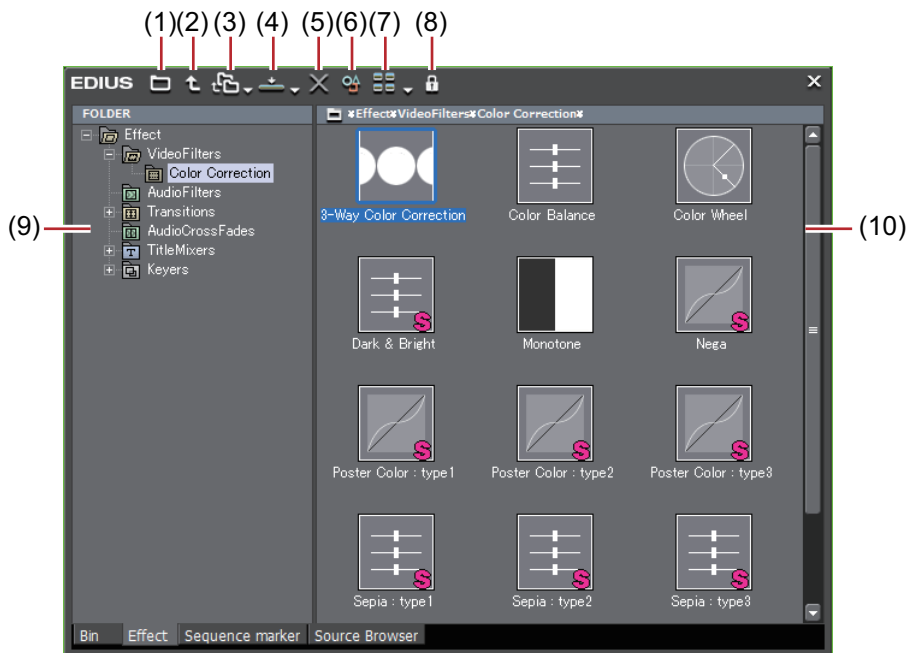 (1)(2) (3) (4) (5) (6) (7) (8)
EDIUS
FOLDER
¥Effect¥VideoFilters¥Color Correction¥
Effect
VideoFilters
Color Correction
AudioFilters
Transitions
AudioCrossFades
T TitleMixers
Keyers
(9)
(10)
3-Way Color Correction
Color Balance
Color Wheel
S
Dark & Bright
Monotone
S
Nega
S
Poster Color : type1
S
Poster Color : type2
S
Poster Color : type3
S
Sepia : type1
S
Sepia : type2
S
Sepia : type3
Bin Effect Sequence marker Source Browser